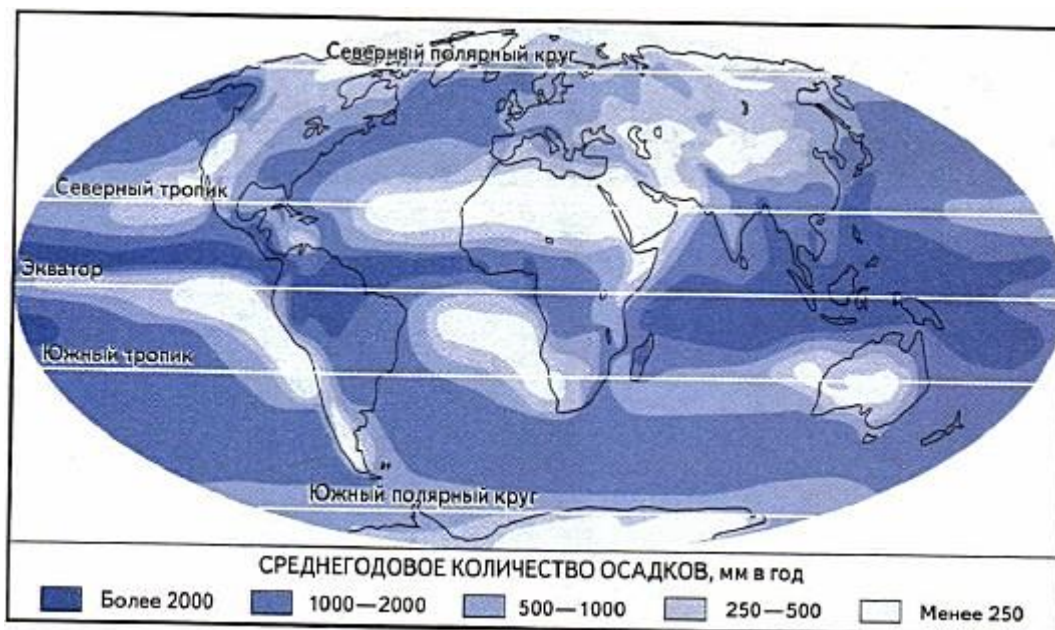 Северный полярный круг
Северный тропик
Экватор
Южный тропик
Южный полярный круг
СРЕДНЕГОДОВОЕ КОЛИЧЕСТВО ОСАДКОВ, мм в год
Более 2000
1000—2000
500—1000
250—500
Менее 250